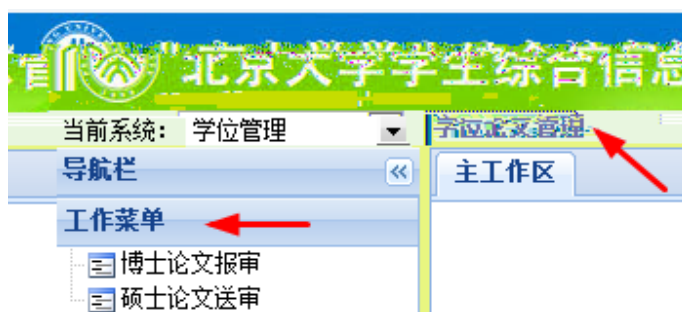 北京大学学生综合信息
当前系统： 学位管理 学位论文管理
导航栏 主工作区
工作菜单
博士论文报审
硕士论文送审